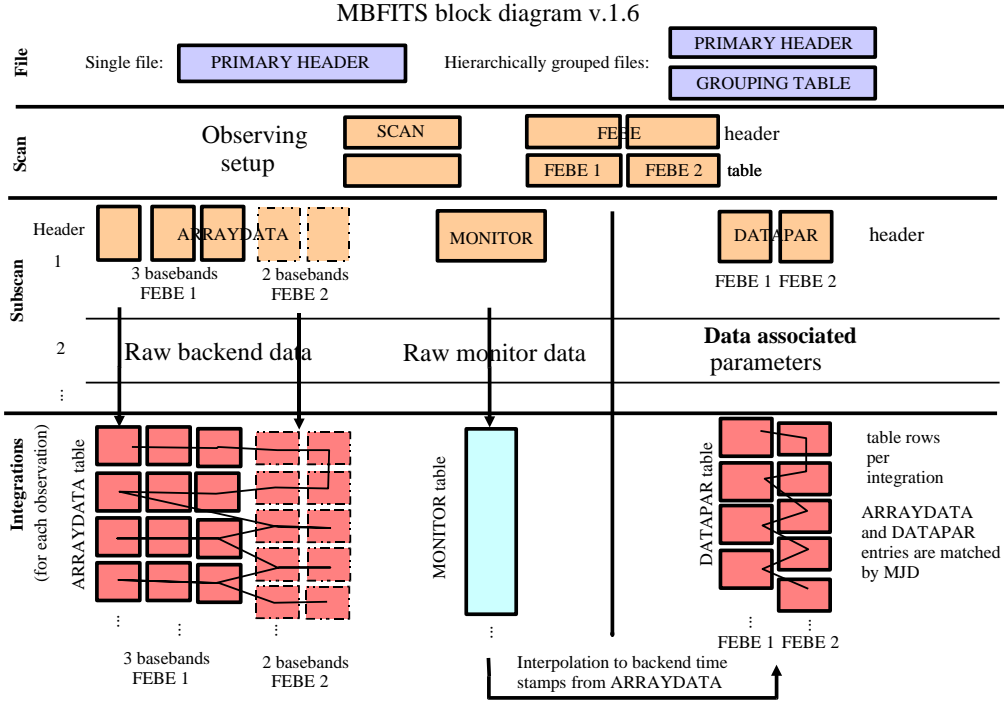 MBFITS block diagram v.1.6
File
Single file:
PRIMARY HEADER
Hierarchically grouped files:
PRIMARY HEADER
GROUPING TABLE
Scan
Observing
setup
SCAN
FEBE
header
FEBE 1
FEBE 2
table
Subscan
Header
ARRAYDATA
MONITOR
DATAPAR
header
1
3 basebands
FEBE 1
2 basebands
FEBE 2
FEBE 1
FEBE 2
2
Raw backend data
Raw monitor data
Data associated
parameters
...
Integrations
(for each observation)
ARRAYDATA table
MONITOR table
DATAPAR table
table rows
per
integration
ARRAYDATA
and DATAPAR
entries are matched
by MJD
...
...
...
...
...
...
3 basebands
FEBE 1
2 basebands
FEBE 2
FEBE 1
FEBE 2
Interpolation to backend time
stamps from ARRAYDATA